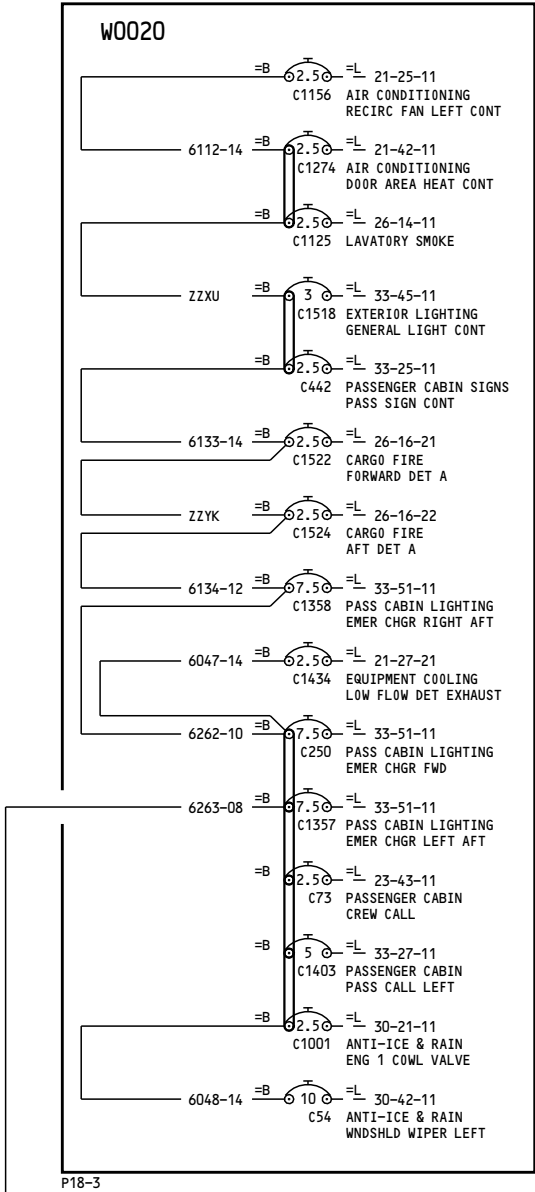 W0020
=B 2.5 =L 21-25-11
C1156 AIR CONDITIONING
RECIRC FAN LEFT CONT
6112-14 =B 2.5 =L 21-42-11
C1274 AIR CONDITIONING
DOOR AREA HEAT CONT
=B 2.5 =L 26-14-11
C1125 LAVATORY SMOKE
ZZXU =B 3 =L 33-45-11
C1518 EXTERIOR LIGHTING
GENERAL LIGHT CONT
=B 2.5 =L 33-25-11
C442 PASSENGER CABIN SIGNS
PASS SIGN CONT
6133-14 =B 2.5 =L 26-16-21
C1522 CARGO FIRE
FORWARD DET A
ZZYK =B 2.5 =L 26-16-22
C1524 CARGO FIRE
AFT DET A
6134-12 =B 7.5 =L 33-51-11
C1358 PASS CABIN LIGHTING
EMER CHGR RIGHT AFT
6047-14 =B 2.5 =L 21-27-21
C1434 EQUIPMENT COOLING
LOW FLOW DET EXHAUST
6262-10 =B 7.5 =L 33-51-11
C250 PASS CABIN LIGHTING
EMER CHGR FWD
6263-08 =B 7.5 =L 33-51-11
C1357 PASS CABIN LIGHTING
EMER CHGR LEFT AFT
=B 2.5 =L 23-43-11
C73 PASSENGER CABIN
CREW CALL
=B 5 =L 33-27-11
C1403 PASSENGER CABIN
PASS CALL LEFT
=B 2.5 =L 30-21-11
C1001 ANTI-ICE & RAIN
ENG 1 COWL VALVE
6048-14 =B 10 =L 30-42-11
C54 ANTI-ICE & RAIN
WNDSHLD WIPER LEFT
P18-3